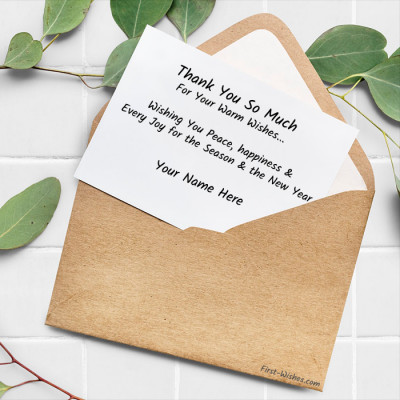 Thank You So Much
For Your Warm Wishes...
Wishing You Peace, happiness &
Every Joy for the Season & the New Year
Your Name Here
First-Wishes.com